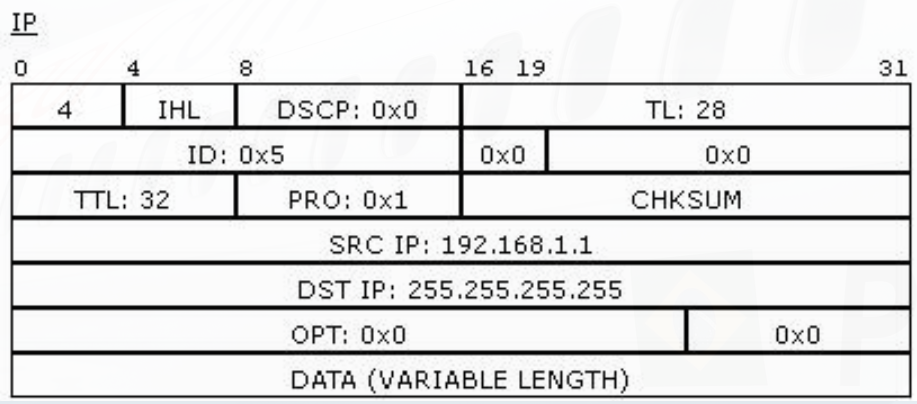 IP
0 4 8 16 19 31
4 IHL DSCP: 0x0 TL: 28
ID: 0x5 0x0 0x0
TTL: 32 PRO: 0x1 CHKSUM
SRC IP: 192.168.1.1
DST IP: 255.255.255.255
OPT: 0x0 0x0
DATA (VARIABLE LENGTH)